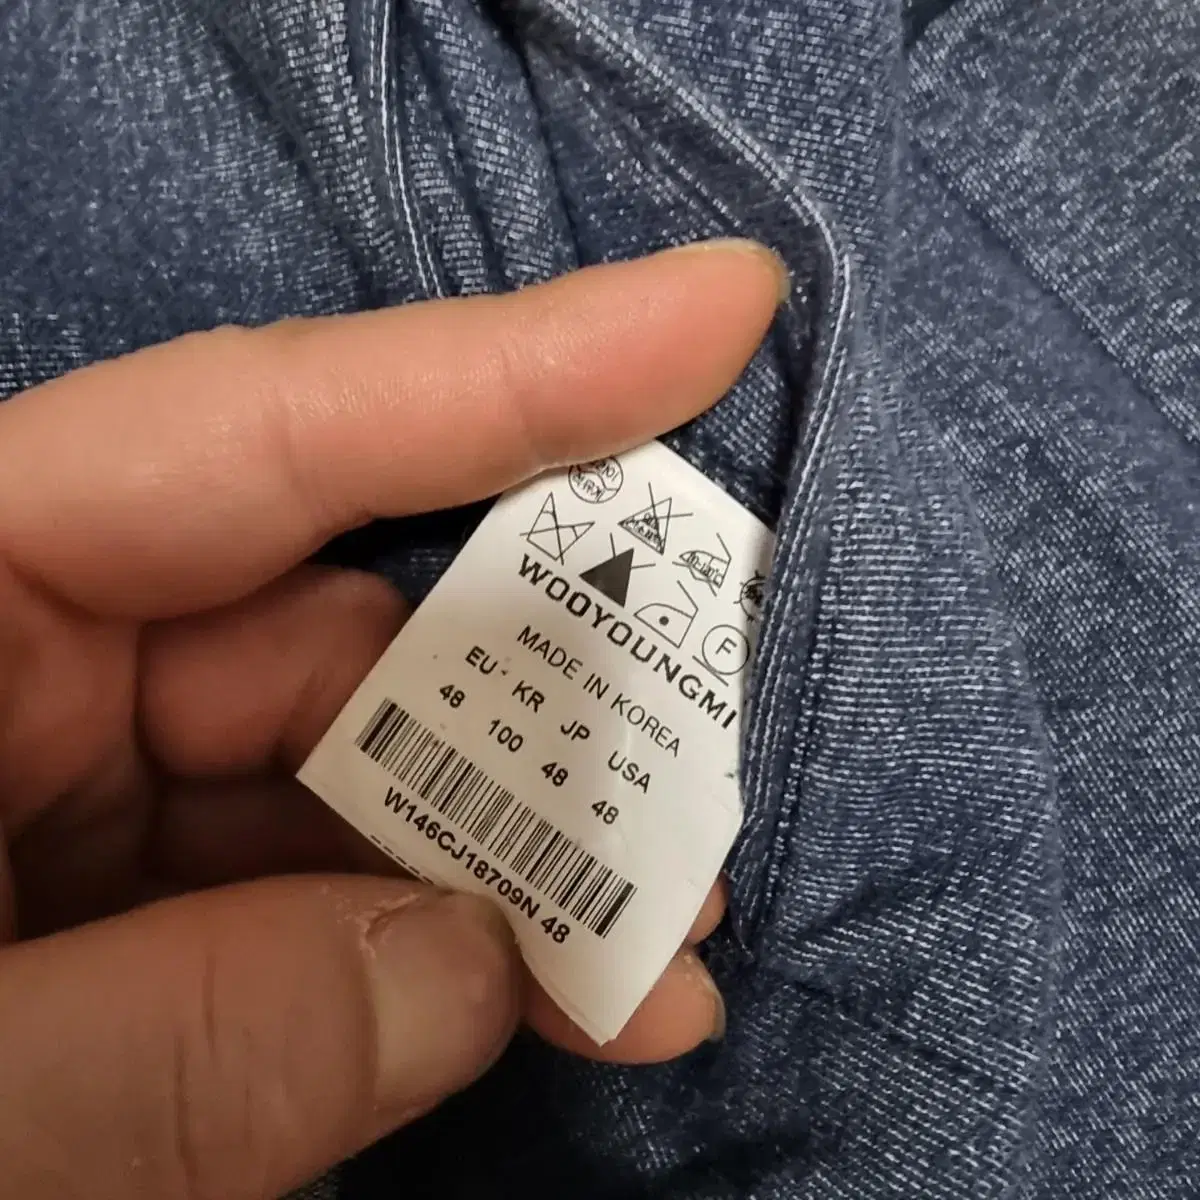 WOOYOUNGMI
F
MADE IN KOREA
EU KR JP USA
48 100 48 48
W146CJ18709N 48